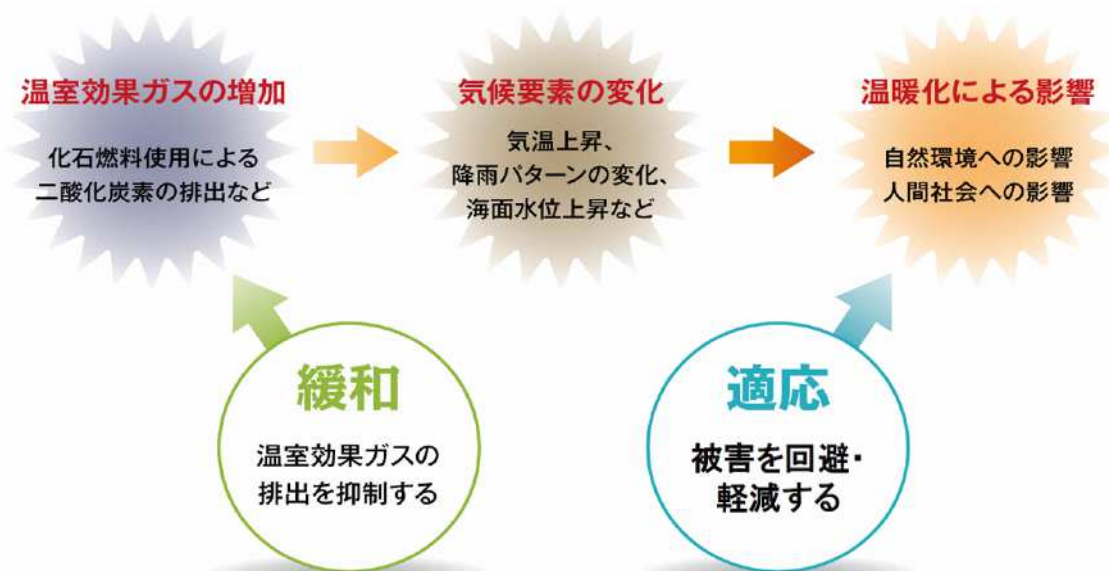 温室効果ガスの増加
化石燃料使用による
二酸化炭素の排出など
気候要素の変化
気温上昇、
降雨パターンの変化、
海面水位上昇など
温暖化による影響
自然環境への影響
人間社会への影響
緩和
温室効果ガスの
排出を抑制する
適応
被害を回避・
軽減する